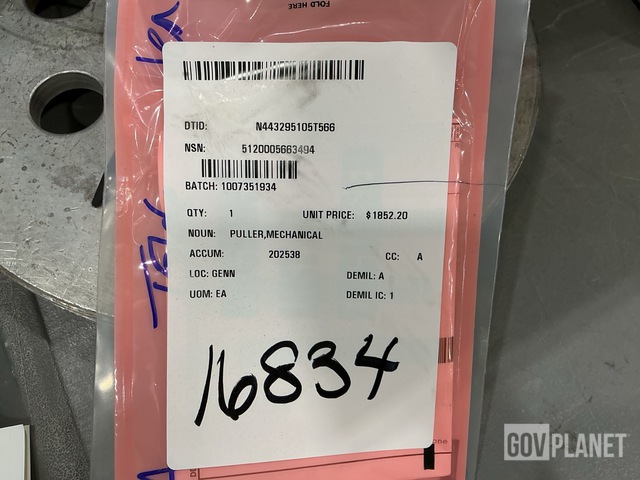 FOLD HERE
DTID: N443295105T566
NSN: 5120005663494
BATCH: 1007351934
QTY: 1 UNIT PRICE: $1852.20
NOUN: PULLER,MECHANICAL
ACCUM: 202538 CC: A
LOC: GENN DEMIL: A
UOM: EA DEMIL IC: 1
16834
GOVPLANET